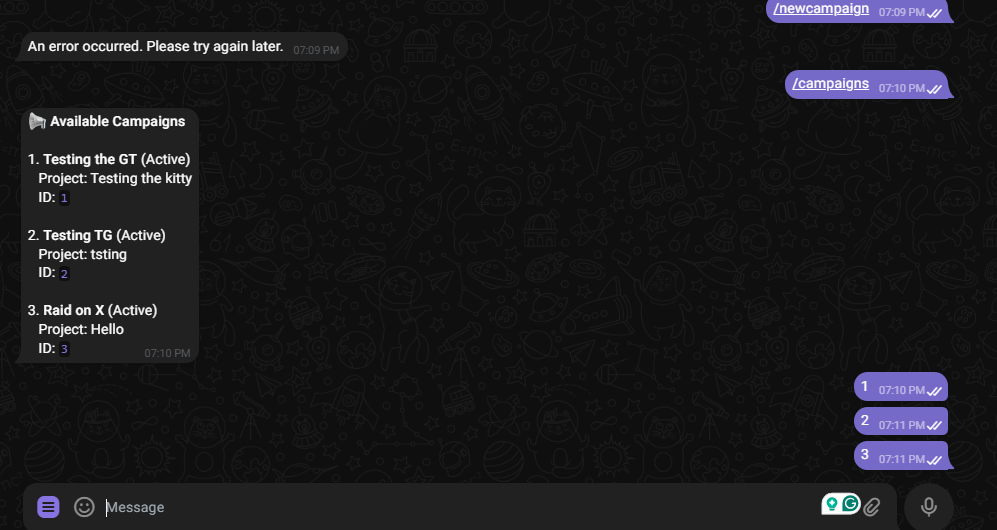 /newcampaign 07:09 PM
An error occurred. Please try again later. 07:09 PM
/campaigns 07:10 PM
Available Campaigns
1. Testing the GT (Active)
Project: Testing the kitty
ID: 1
2. Testing TG (Active)
Project: tsting
ID: 2
3. Raid on X (Active)
Project: Hello
ID: 3
07:10 PM
1 07:10 PM
2 07:11 PM
3 07:11 PM
Message